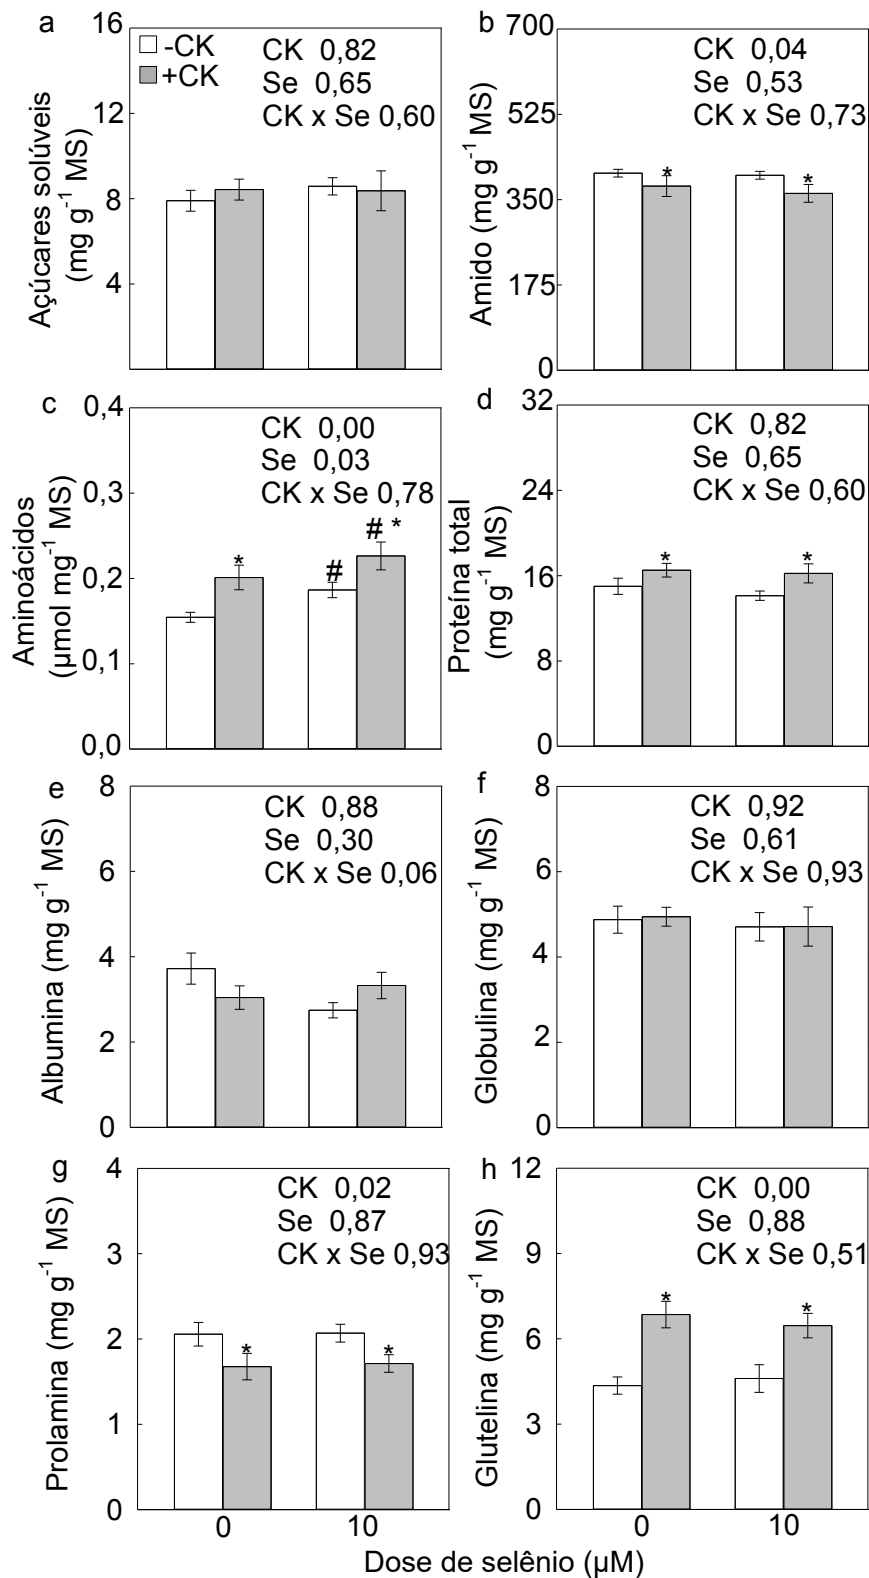 a
16
12
8
4
Açúcares solúveis
(mg g⁻¹ MS)
-CK
+CK
CK 0,82
Se 0,65
CK x Se 0,60
b
700
525
350
175
0
Amido (mg g⁻¹ MS)
CK 0,04
Se 0,53
CK x Se 0,73
*
*
c
0,4
0,3
0,2
0,1
0,0
Aminoácidos
(µmol mg⁻¹ MS)
CK 0,00
Se 0,03
CK x Se 0,78
*
#
# *
d
32
24
16
8
0
Proteína total
(mg g⁻¹ MS)
CK 0,82
Se 0,65
CK x Se 0,60
*
*
e
8
6
4
2
0
Albumina (mg g⁻¹ MS)
CK 0,88
Se 0,30
CK x Se 0,06
f
8
6
4
2
0
Globulina (mg g⁻¹ MS)
CK 0,92
Se 0,61
CK x Se 0,93
g
4
3
2
1
0
Prolamina (mg g⁻¹ MS)
CK 0,02
Se 0,87
CK x Se 0,93
*
*
0
10
h
12
9
6
3
0
Glutelina (mg g⁻¹ MS)
CK 0,00
Se 0,88
CK x Se 0,51
*
*
0
10
Dose de selênio (µM)